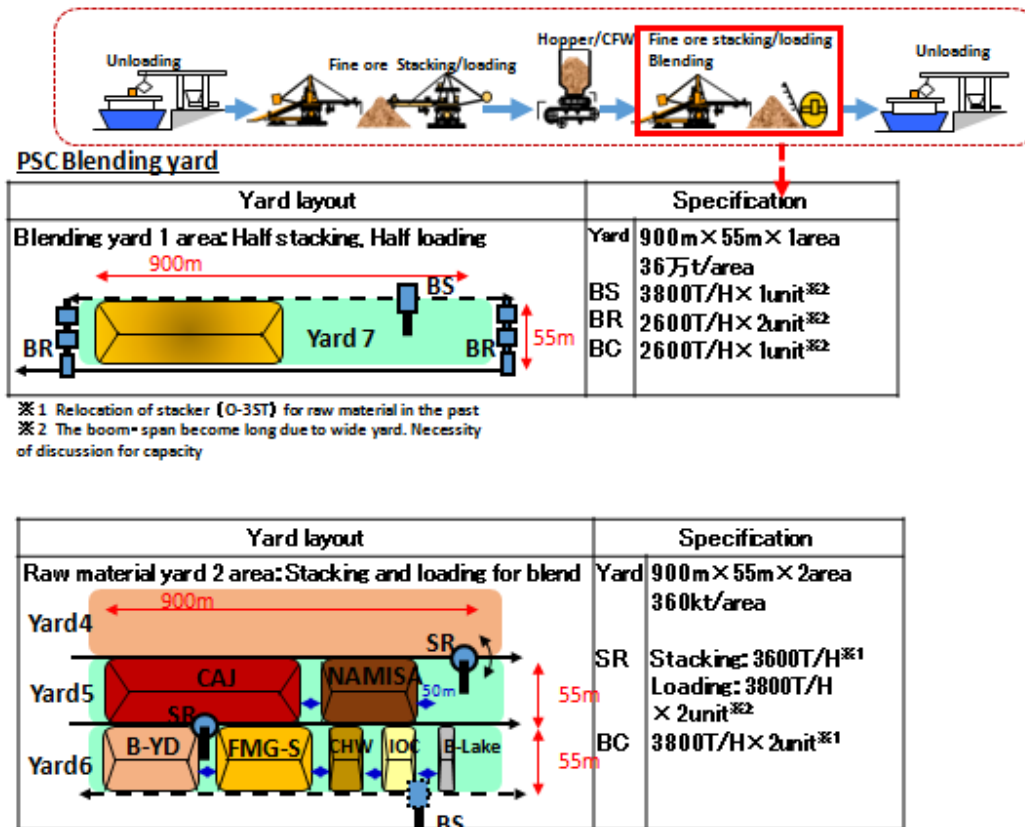 Unloading
Fine ore Stacking/loading
Hopper/CFW
Fine ore stacking/loading
Blending
Unloading
PSC Blending yard
Yard layout
Specification
Blending yard 1 area: Half stacking, Half loading
900m
BS
BR
Yard 7
BR
55m
Yard 900m×55m×1area
36万t/area
BS 3800T/H×1unit※2
BR 2600T/H×2unit※2
BC 2600T/H×1unit※2
※1 Relocation of stacker (O-3ST) for raw material in the past
※2 The boom-span become long due to wide yard. Necessity
of discussion for capacity
Yard layout
Specification
Raw material yard 2 area: Stacking and loading for blend
900m
Yard4
SR
Yard5
CAJ
NAMISA
50m
55m
SR
Yard6
B-YD
FMG-S
CHW
IOC
B-Lake
55m
BS
Yard 900m×55m×2area
360kt/area
SR Stacking: 3600T/H※1
Loading: 3800T/H
×2unit※2
BC 3800T/H×2unit※1